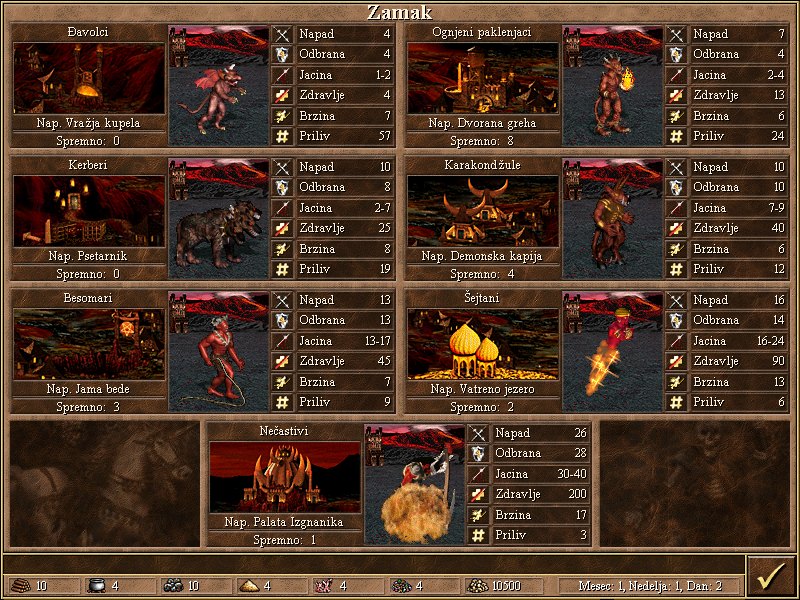 Zamak
Đavolci
Napad 4
Odbrana 4
Jacina 1-2
Zdravlje 4
Brzina 7
Priliv 57
Nap. Vražja kupela
Spremno: 0
Ognjeni paklenjaci
Napad 7
Odbrana 4
Jacina 2-4
Zdravlje 13
Brzina 6
Priliv 24
Nap. Dvorana greha
Spremno: 8
Kerberi
Napad 10
Odbrana 8
Jacina 2-7
Zdravlje 25
Brzina 8
Priliv 19
Nap. Psetarnik
Spremno: 0
Karakondžule
Napad 10
Odbrana 10
Jacina 7-9
Zdravlje 40
Brzina 6
Priliv 12
Nap. Demonska kapija
Spremno: 4
Besomari
Napad 13
Odbrana 13
Jacina 13-17
Zdravlje 45
Brzina 7
Priliv 9
Nap. Jama bede
Spremno: 3
Šejtani
Napad 16
Odbrana 14
Jacina 16-24
Zdravlje 90
Brzina 13
Priliv 6
Nap. Vatreno jezero
Spremno: 2
Nečastivi
Napad 26
Odbrana 28
Jacina 30-40
Zdravlje 200
Brzina 17
Priliv 3
Nap. Palata Izgnanika
Spremno: 1
10 4 10 4 4 4 10500 Mesec: 1, Nedelja: 1, Dan: 2